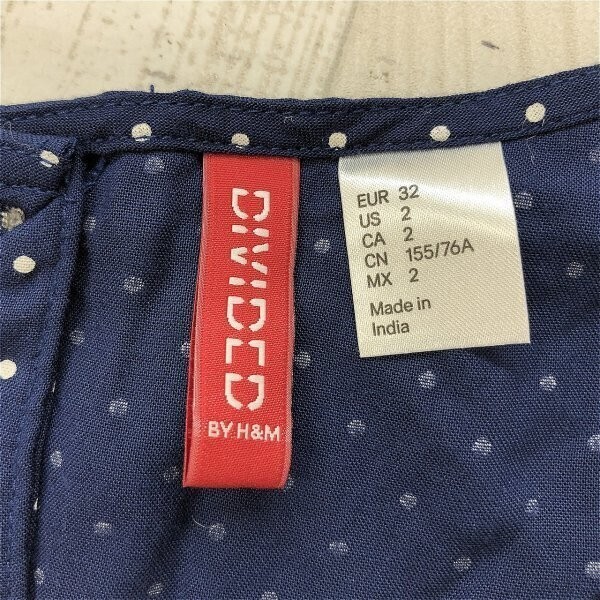 DIVIDED
BY H&M
EUR 32
US 2
CA 2
CN 155/76A
MX 2
Made in
India